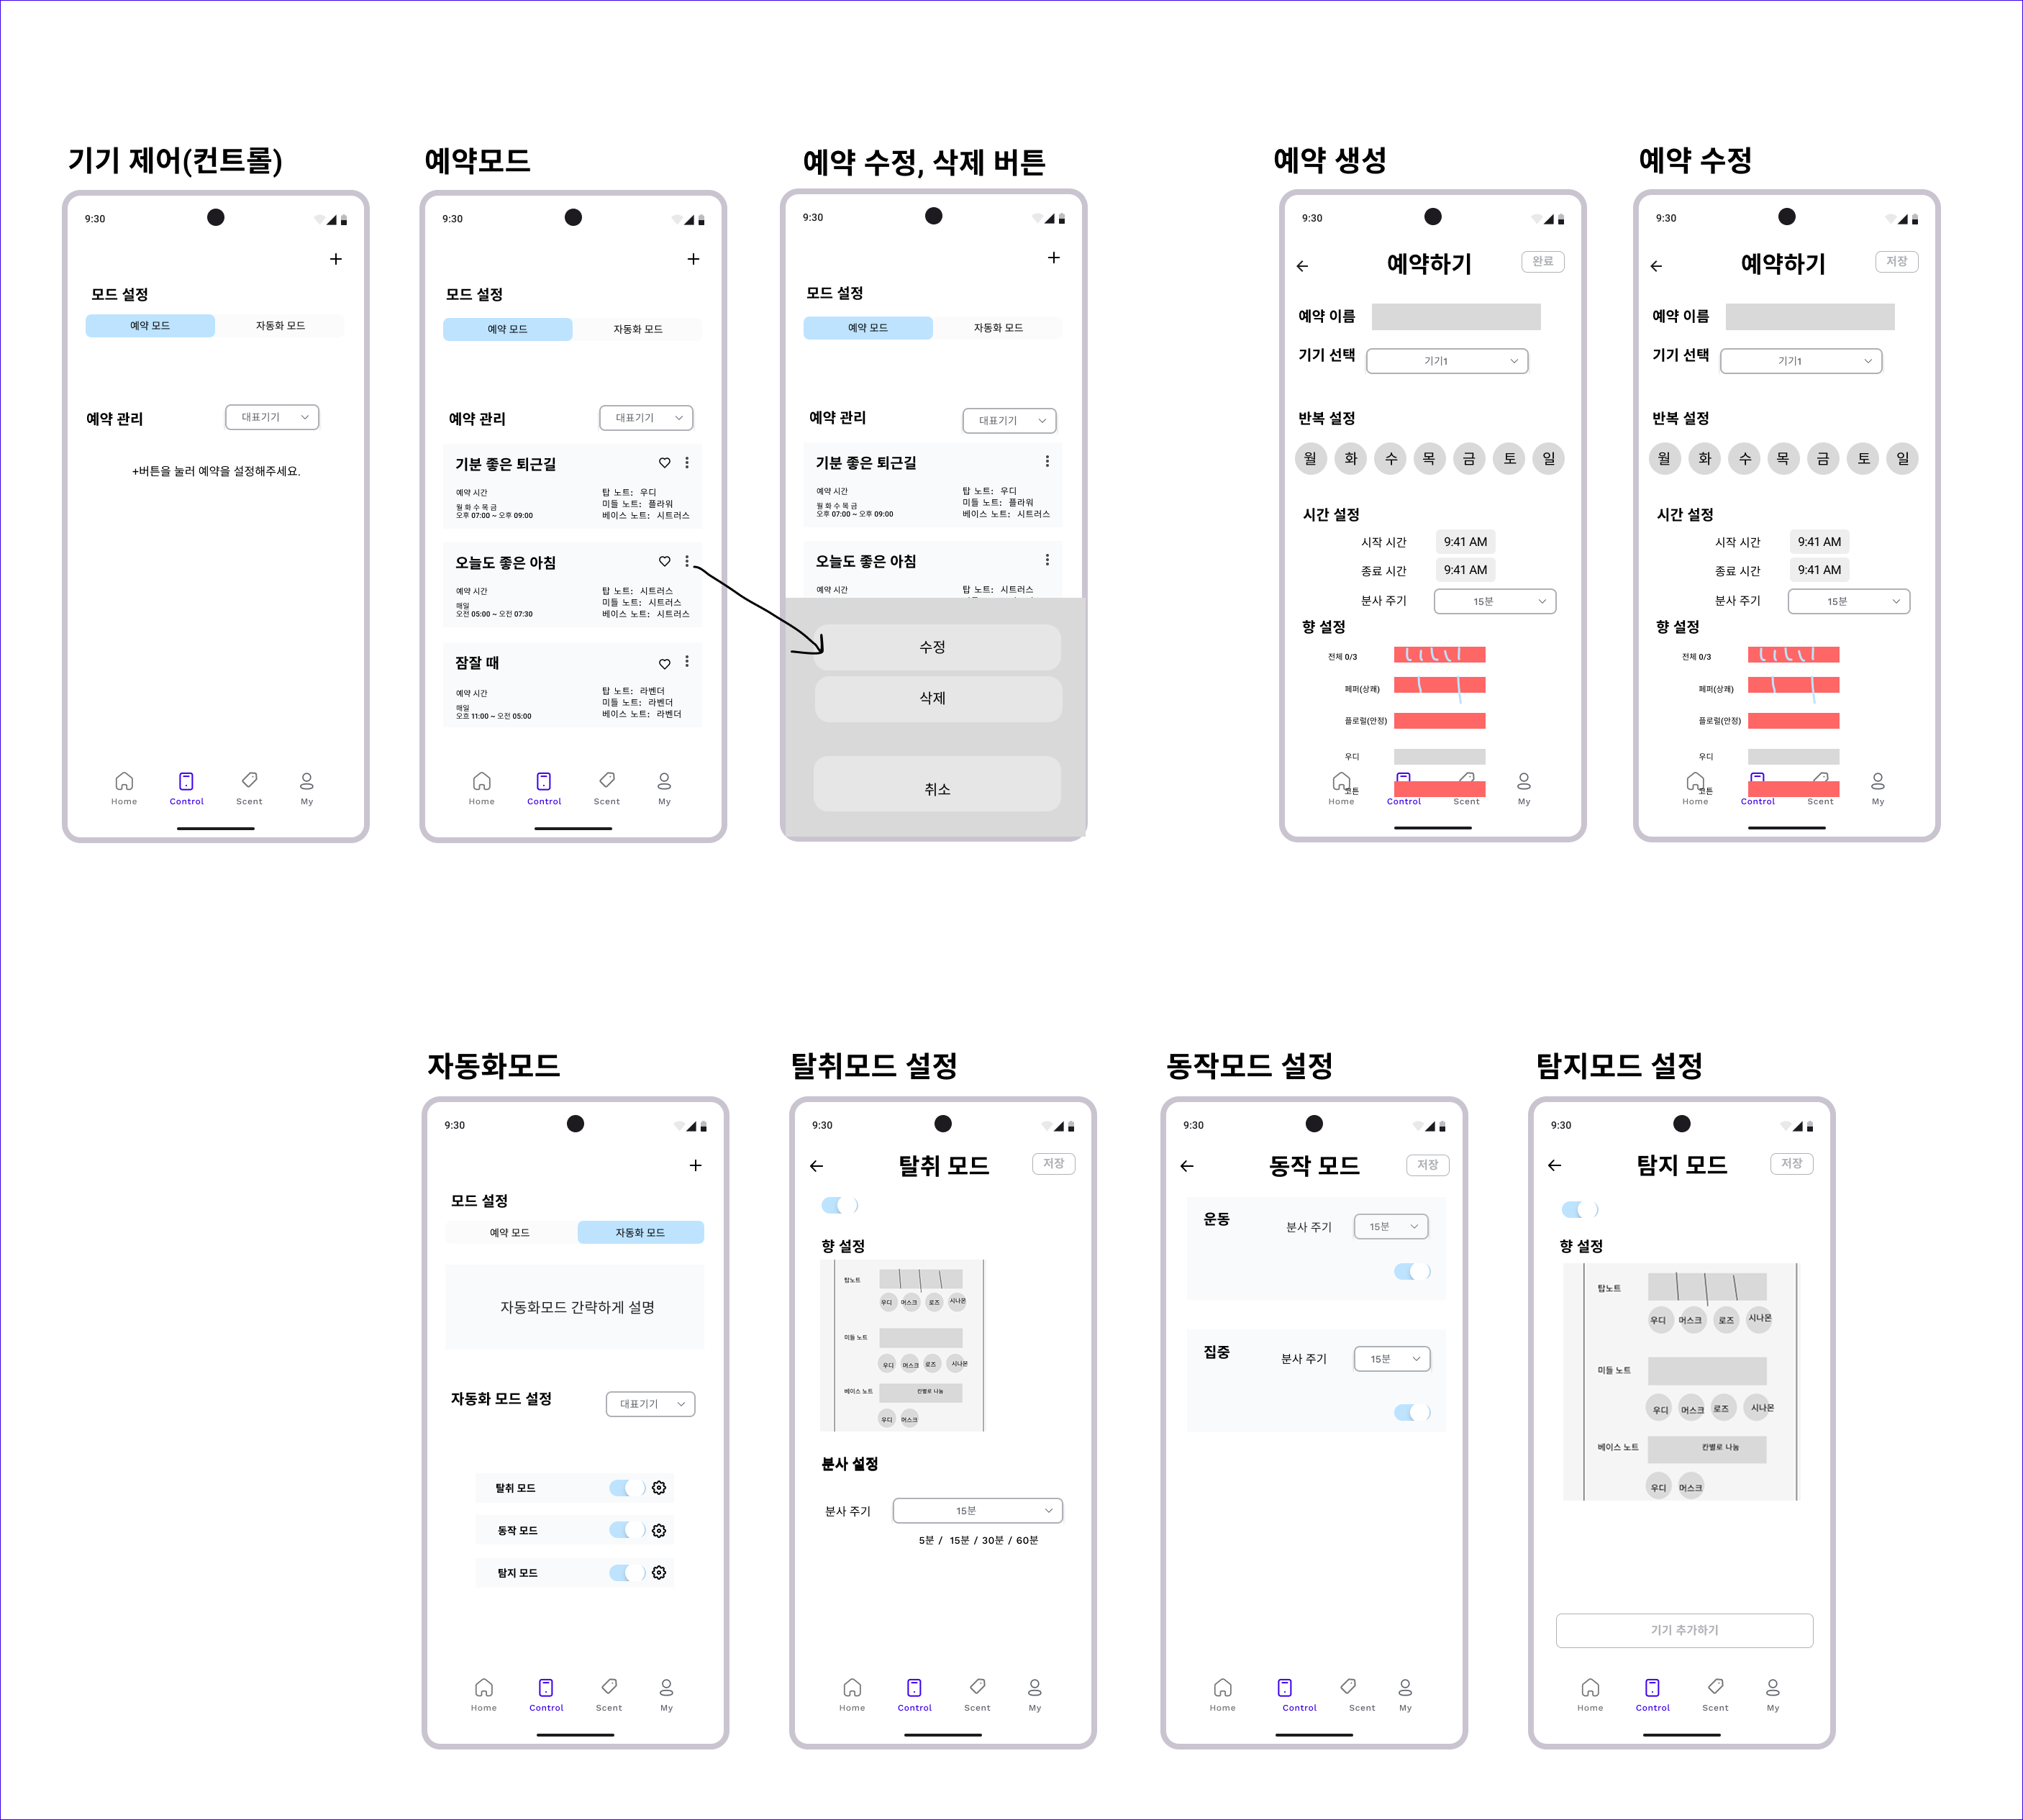 기기 제어(컨트롤)
9:30
모드 설정
예약 모드
자동화 모드
예약 관리
대표기기
+버튼을 눌러 예약을 설정해주세요.
Home
Control
Scent
My
예약모드
9:30
모드 설정
예약 모드
자동화 모드
예약 관리
대표기기
기분 좋은 퇴근길
예약 시간
월 화 수 목 금
오후 07:00 ~ 오후 09:00
탑 노트: 우디
미들 노트: 플라워
베이스 노트: 시트러스
오늘도 좋은 아침
예약 시간
매일
오전 05:00 ~ 오전 07:30
탑 노트: 시트러스
미들 노트: 시트러스
베이스 노트: 시트러스
잠잘 때
예약 시간
매일
오흐 11:00 ~ 오전 05:00
탑 노트: 라벤더
미들 노트: 라벤더
베이스 노트: 라벤더
Home
Control
Scent
My
예약 수정, 삭제 버튼
9:30
모드 설정
예약 모드
자동화 모드
예약 관리
대표기기
기분 좋은 퇴근길
예약 시간
월 화 수 목 금
오후 07:00 ~ 오후 09:00
탑 노트: 우디
미들 노트: 플라워
베이스 노트: 시트러스
오늘도 좋은 아침
예약 시간
탑 노트: 시트러스
수정
삭제
취소
예약 생성
9:30
예약하기
완료
예약 이름
기기 선택
기기1
반복 설정
월 화 수 목 금 토 일
시간 설정
시작 시간
9:41 AM
종료 시간
9:41 AM
분사 주기
15분
향 설정
전체 0/3
페퍼(상쾌)
플로럴(안정)
우디
코튼
Home
Control
Scent
My
예약 수정
9:30
예약하기
저장
예약 이름
기기 선택
기기1
반복 설정
월 화 수 목 금 토 일
시간 설정
시작 시간
9:41 AM
종료 시간
9:41 AM
분사 주기
15분
향 설정
전체 0/3
페퍼(상쾌)
플로럴(안정)
우디
코튼
Home
Control
Scent
My
자동화모드
9:30
모드 설정
예약 모드
자동화 모드
자동화모드 간략하게 설명
자동화 모드 설정
대표기기
탈취 모드
동작 모드
탐지 모드
Home
Control
Scent
My
탈취모드 설정
9:30
탈취 모드
저장
향 설정
탑노트
우디 머스크 로즈 시나몬
미들 노트
우디 머스크 로즈 시나몬
베이스 노트
칸별로 나눔
우디 머스크
분사 설정
분사 주기
15분
5분 / 15분 / 30분 / 60분
Home
Control
Scent
My
동작모드 설정
9:30
동작 모드
저장
운동
분사 주기
15분
집중
분사 주기
15분
Home
Control
Scent
My
탐지모드 설정
9:30
탐지 모드
저장
향 설정
탑노트
우디 머스크 로즈 시나몬
미들 노트
우디 머스크 로즈 시나몬
베이스 노트
칸별로 나눔
우디 머스크
기기 추가하기
Home
Control
Scent
My